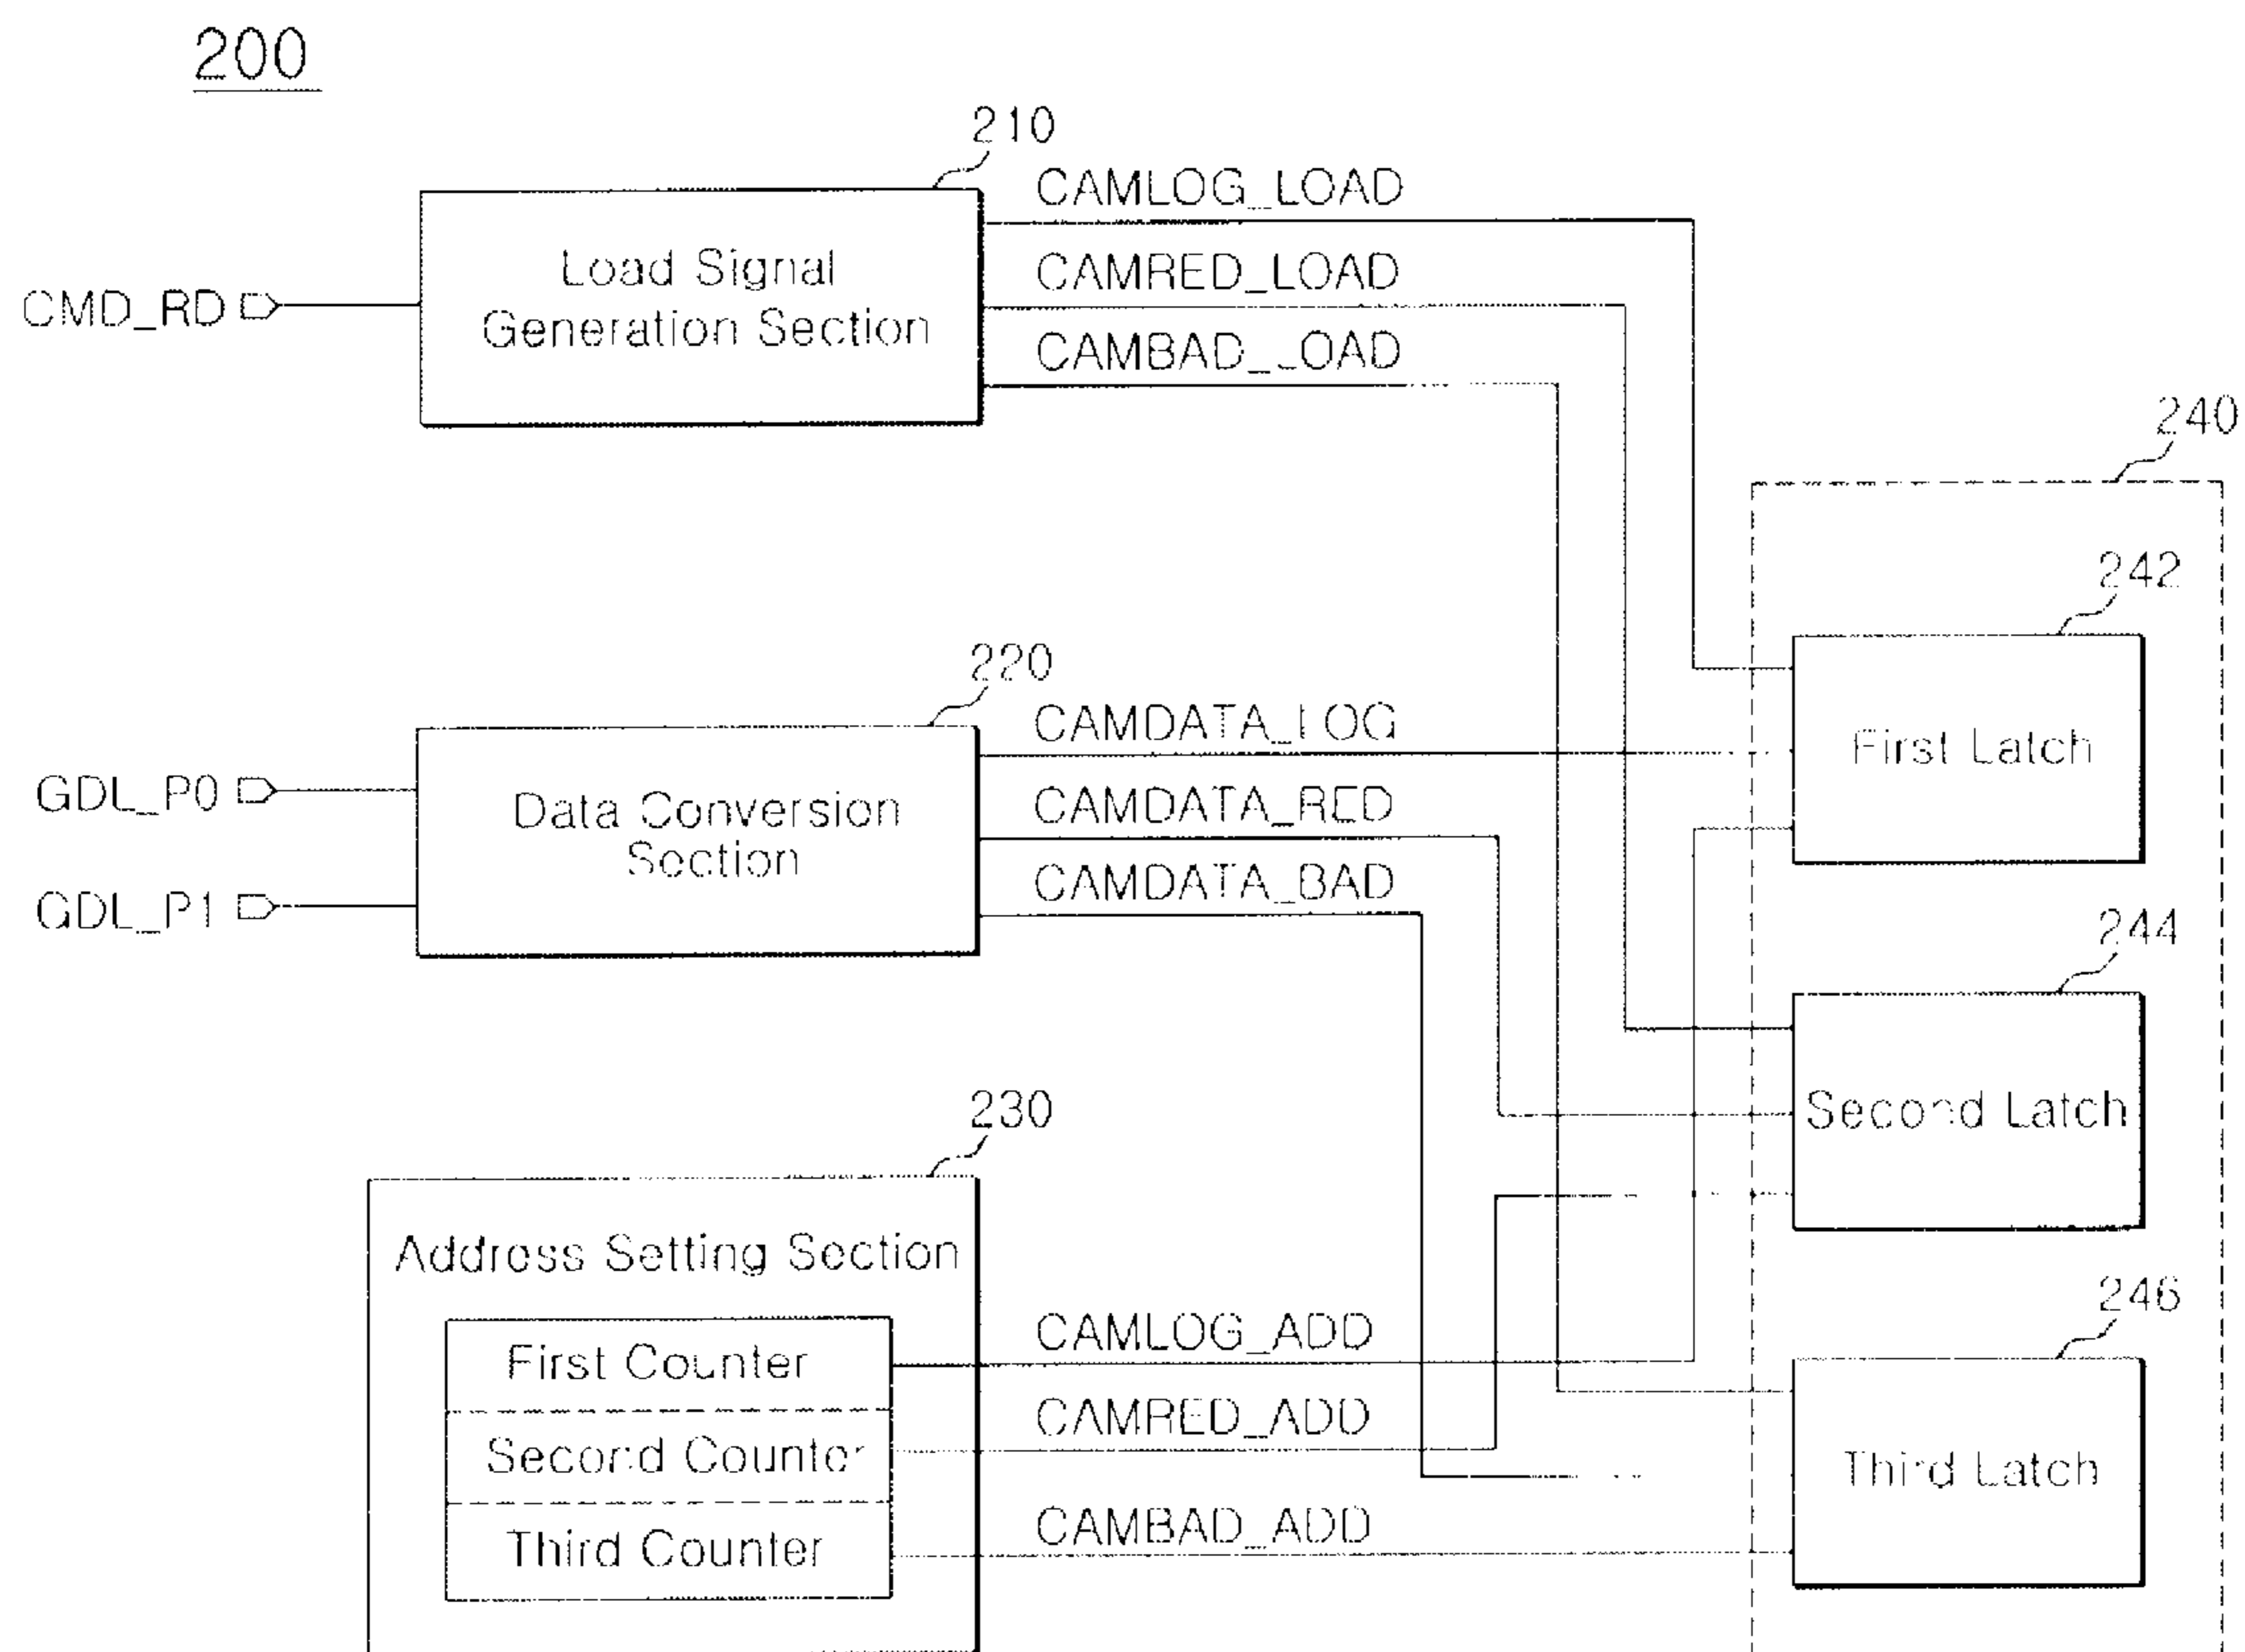 200
210
CAMLOG_LOAD
Load Signal
Generation Section
CAMRED_LOAD
CMD_RD
CAMBAD_LOAD
240
242
220
CAMDATA_LOG
First Latch
GDL_P0
Data Conversion
Section
CAMDATA_RED
CAMDATA_BAD
GDL_P1
244
230
Second Latch
Address Setting Section
246
First Counter
CAMLOG_ADD
Second Counter
CAMRED_ADD
Third Latch
Third Counter
CAMBAD_ADD